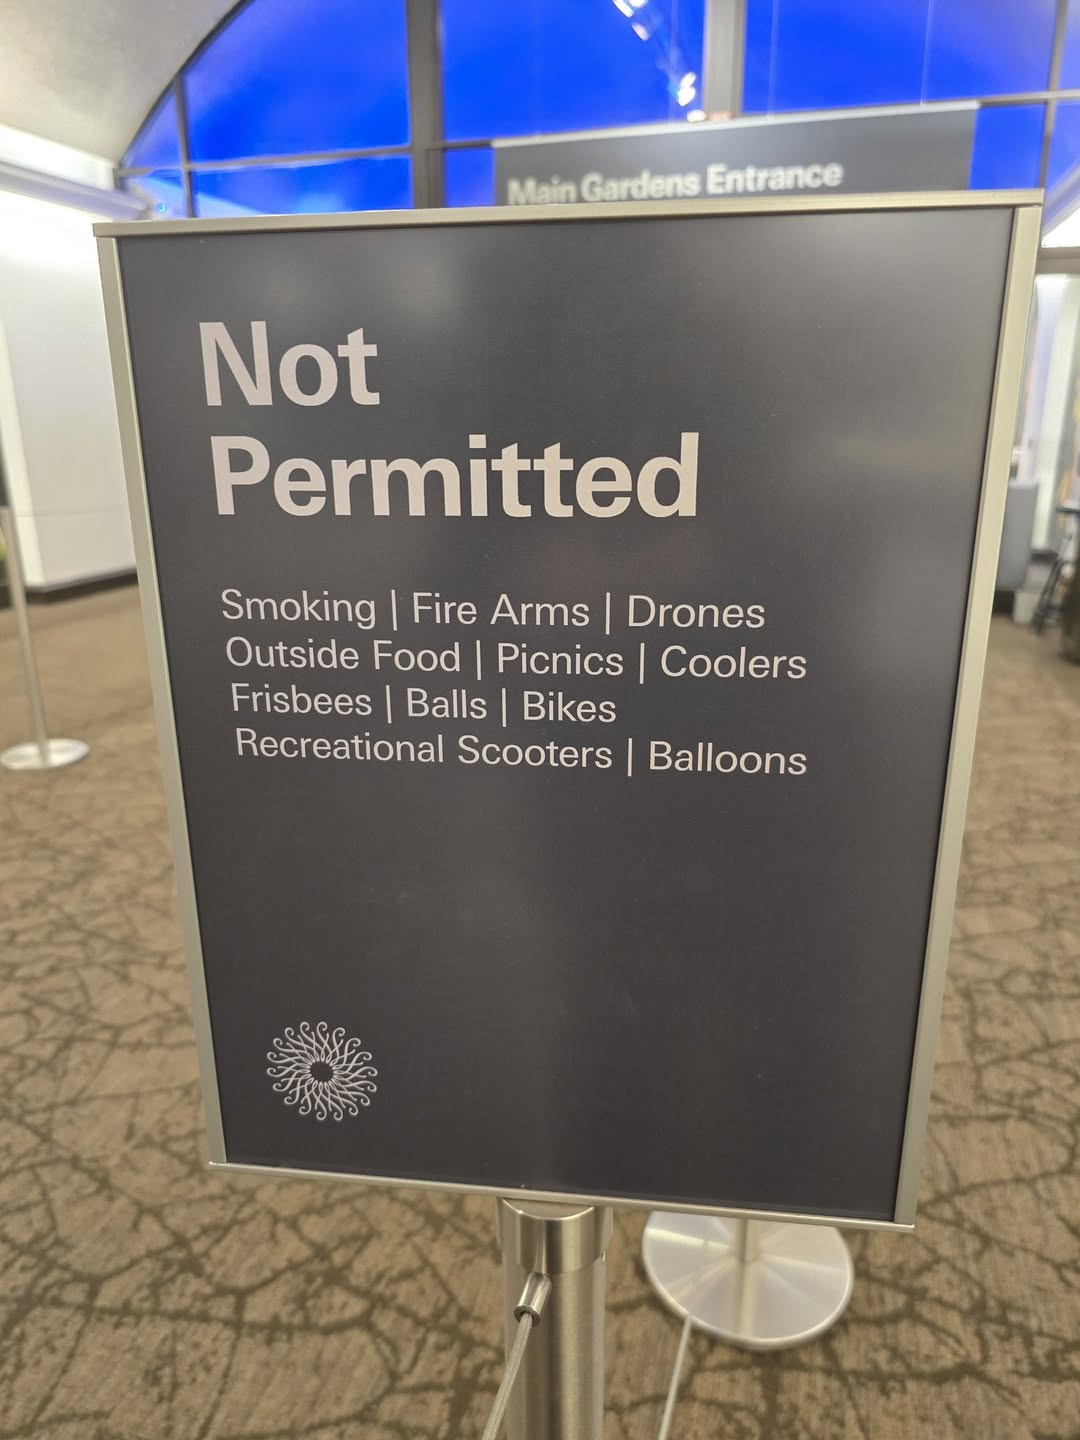 Main Gardens Entrance
Not
Permitted
Smoking | Fire Arms | Drones
Outside Food | Picnics | Coolers
Frisbees | Balls | Bikes
Recreational Scooters | Balloons